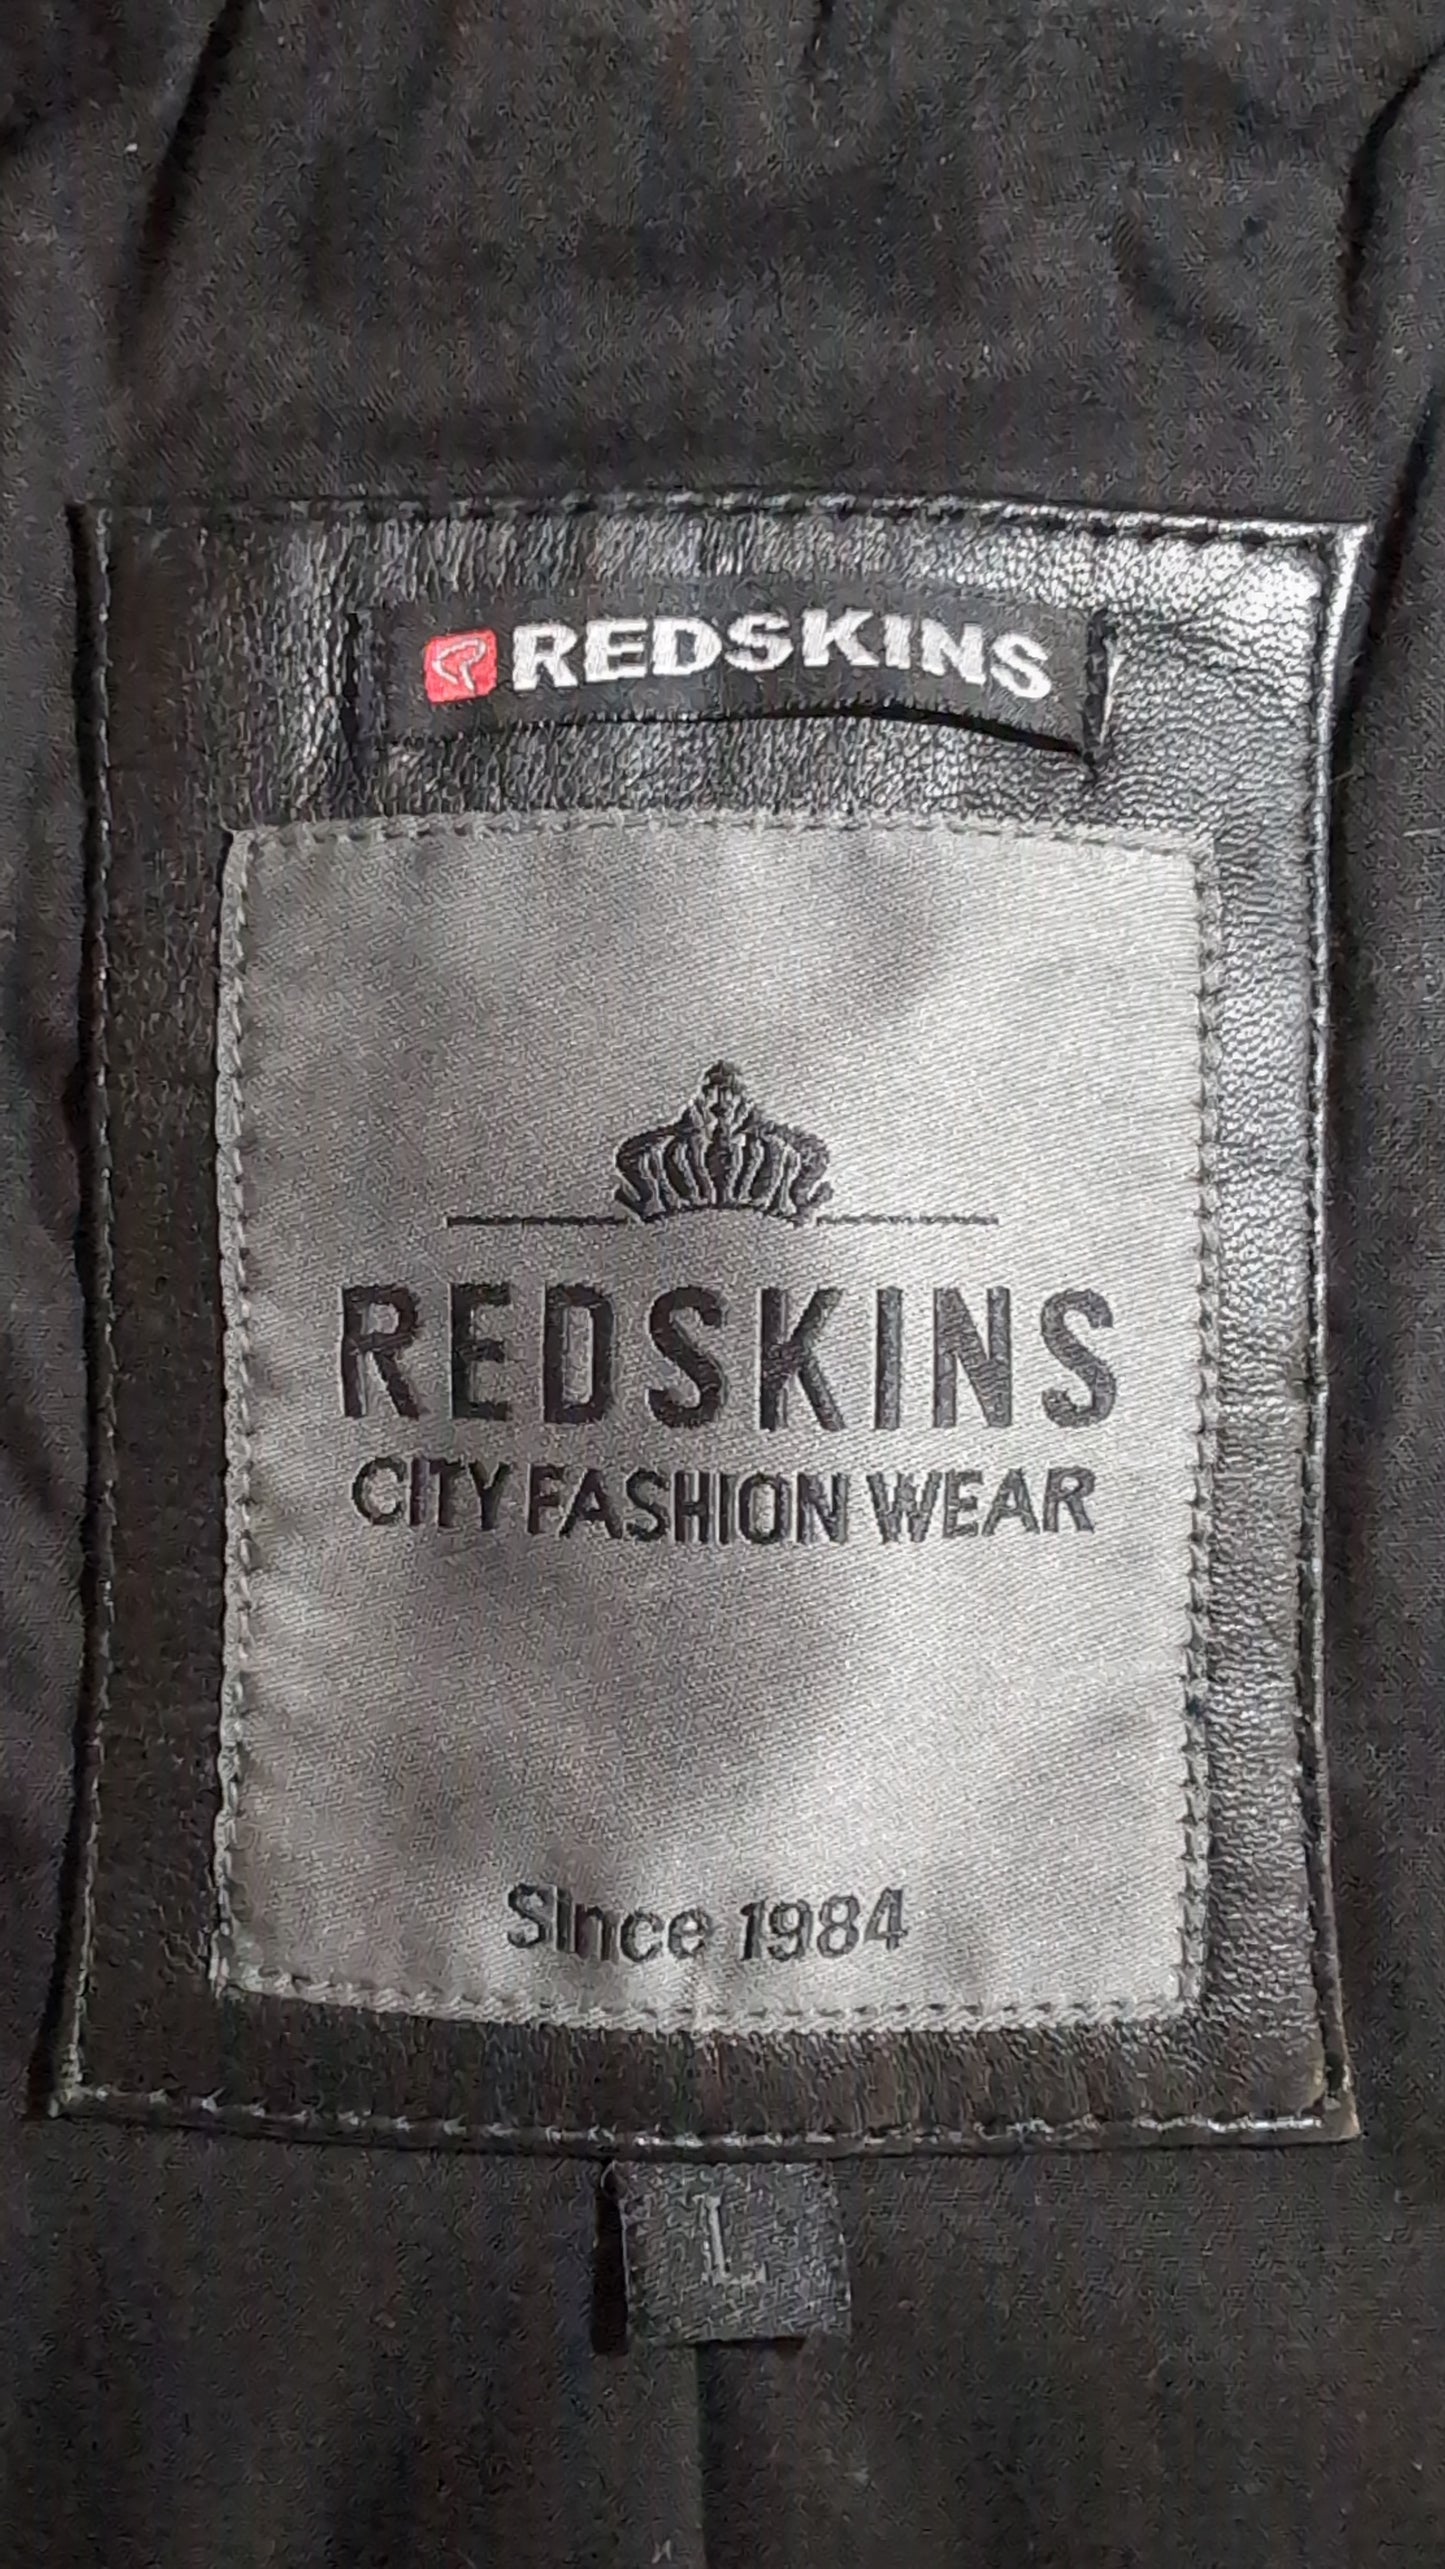 REDSKINS
REDSKINS
CITY FASHION WEAR
Since 1984
L